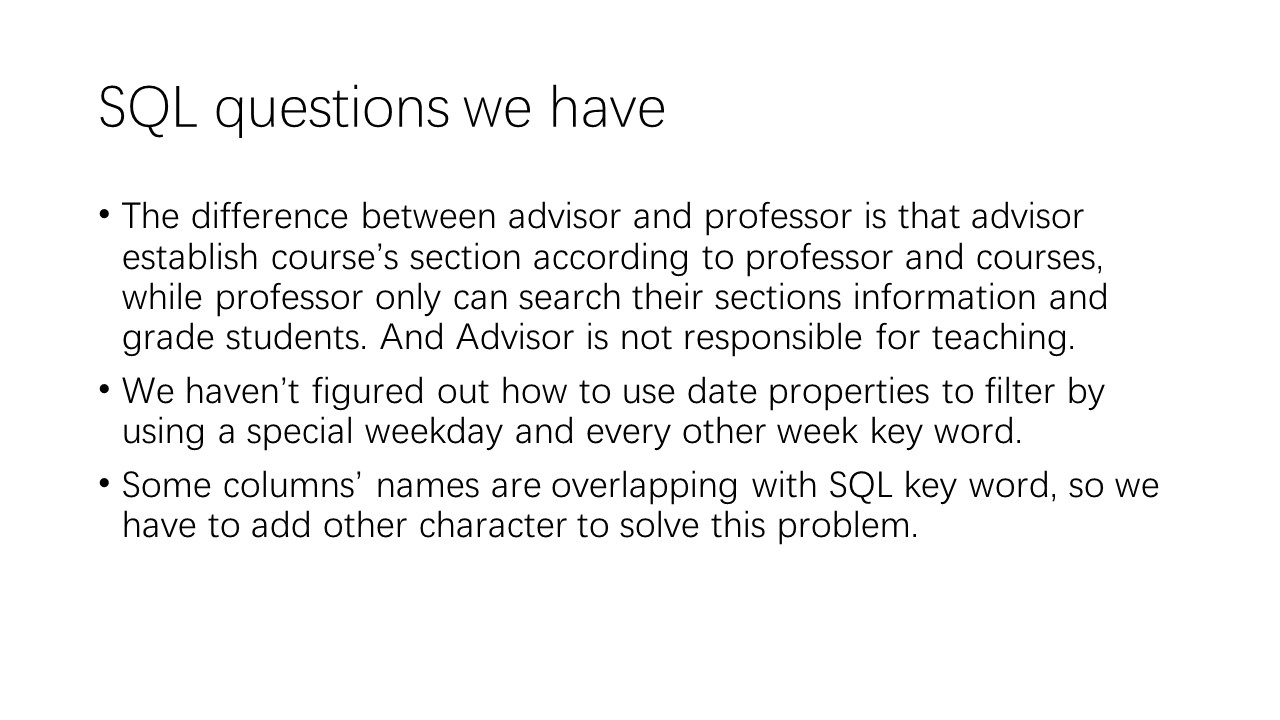 SQL questions we have
• The difference between advisor and professor is that advisor
establish course’s section according to professor and courses,
while professor only can search their sections information and
grade students. And Advisor is not responsible for teaching.
• We haven’t figured out how to use date properties to filter by
using a special weekday and every other week key word.
• Some columns’ names are overlapping with SQL key word, so we
have to add other character to solve this problem.